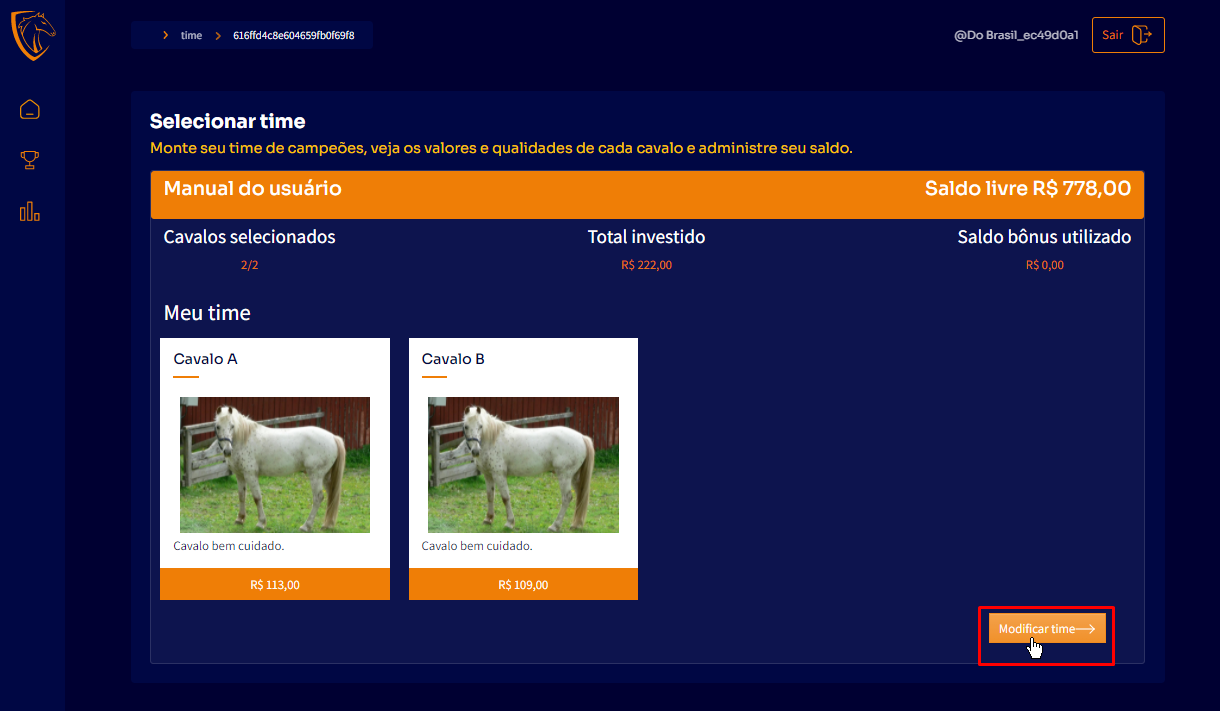 time 616ffd4c8e604659fb0f69f8
@Do Brasil_ec49d0a1 Sair
Selecionar time
Monte seu time de campeões, veja os valores e qualidades de cada cavalo e administre seu saldo.
Manual do usuário Saldo livre R$ 778,00
Cavalos selecionados Total investido Saldo bônus utilizado
2/2 R$ 222,00 R$ 0,00
Meu time
Cavalo A Cavalo B
Cavalo bem cuidado. Cavalo bem cuidado.
R$ 113,00 R$ 109,00
Modificar time